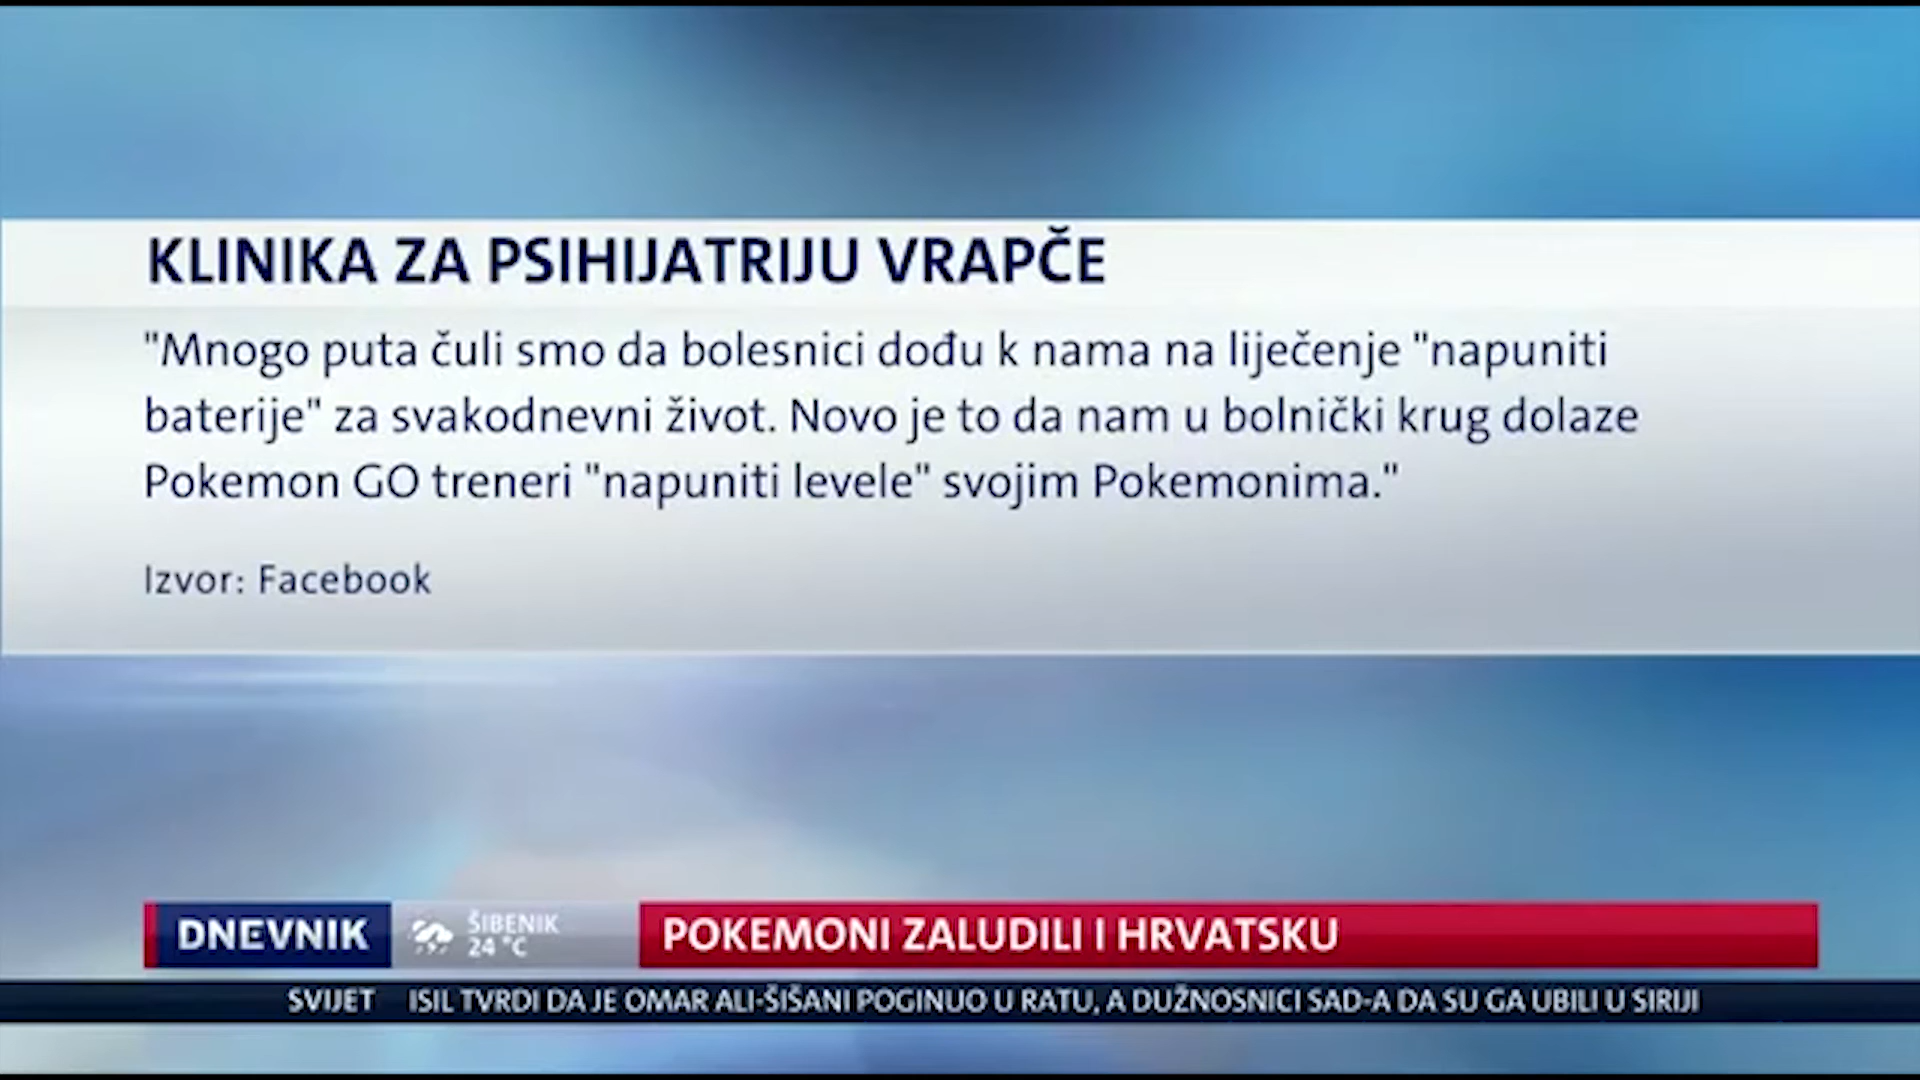 KLINIKA ZA PSIHIJATRIJU VRAPČE
"Mnogo puta čuli smo da bolesnici dođu k nama na liječenje "napuniti
baterije" za svakodnevni život. Novo je to da nam u bolnički krug dolaze
Pokemon GO treneri "napuniti levele" svojim Pokemonima."
Izvor: Facebook
DNEVNIK
ŠIBENIK
24 °C
POKEMONI ZALUDILI I HRVATSKU
SVIJET ISIL TVRDI DA JE OMAR ALI-ŠIŠANI POGINUO U RATU, A DUŽNOSNICI SAD-A DA SU GA UBILI U SIRIJI